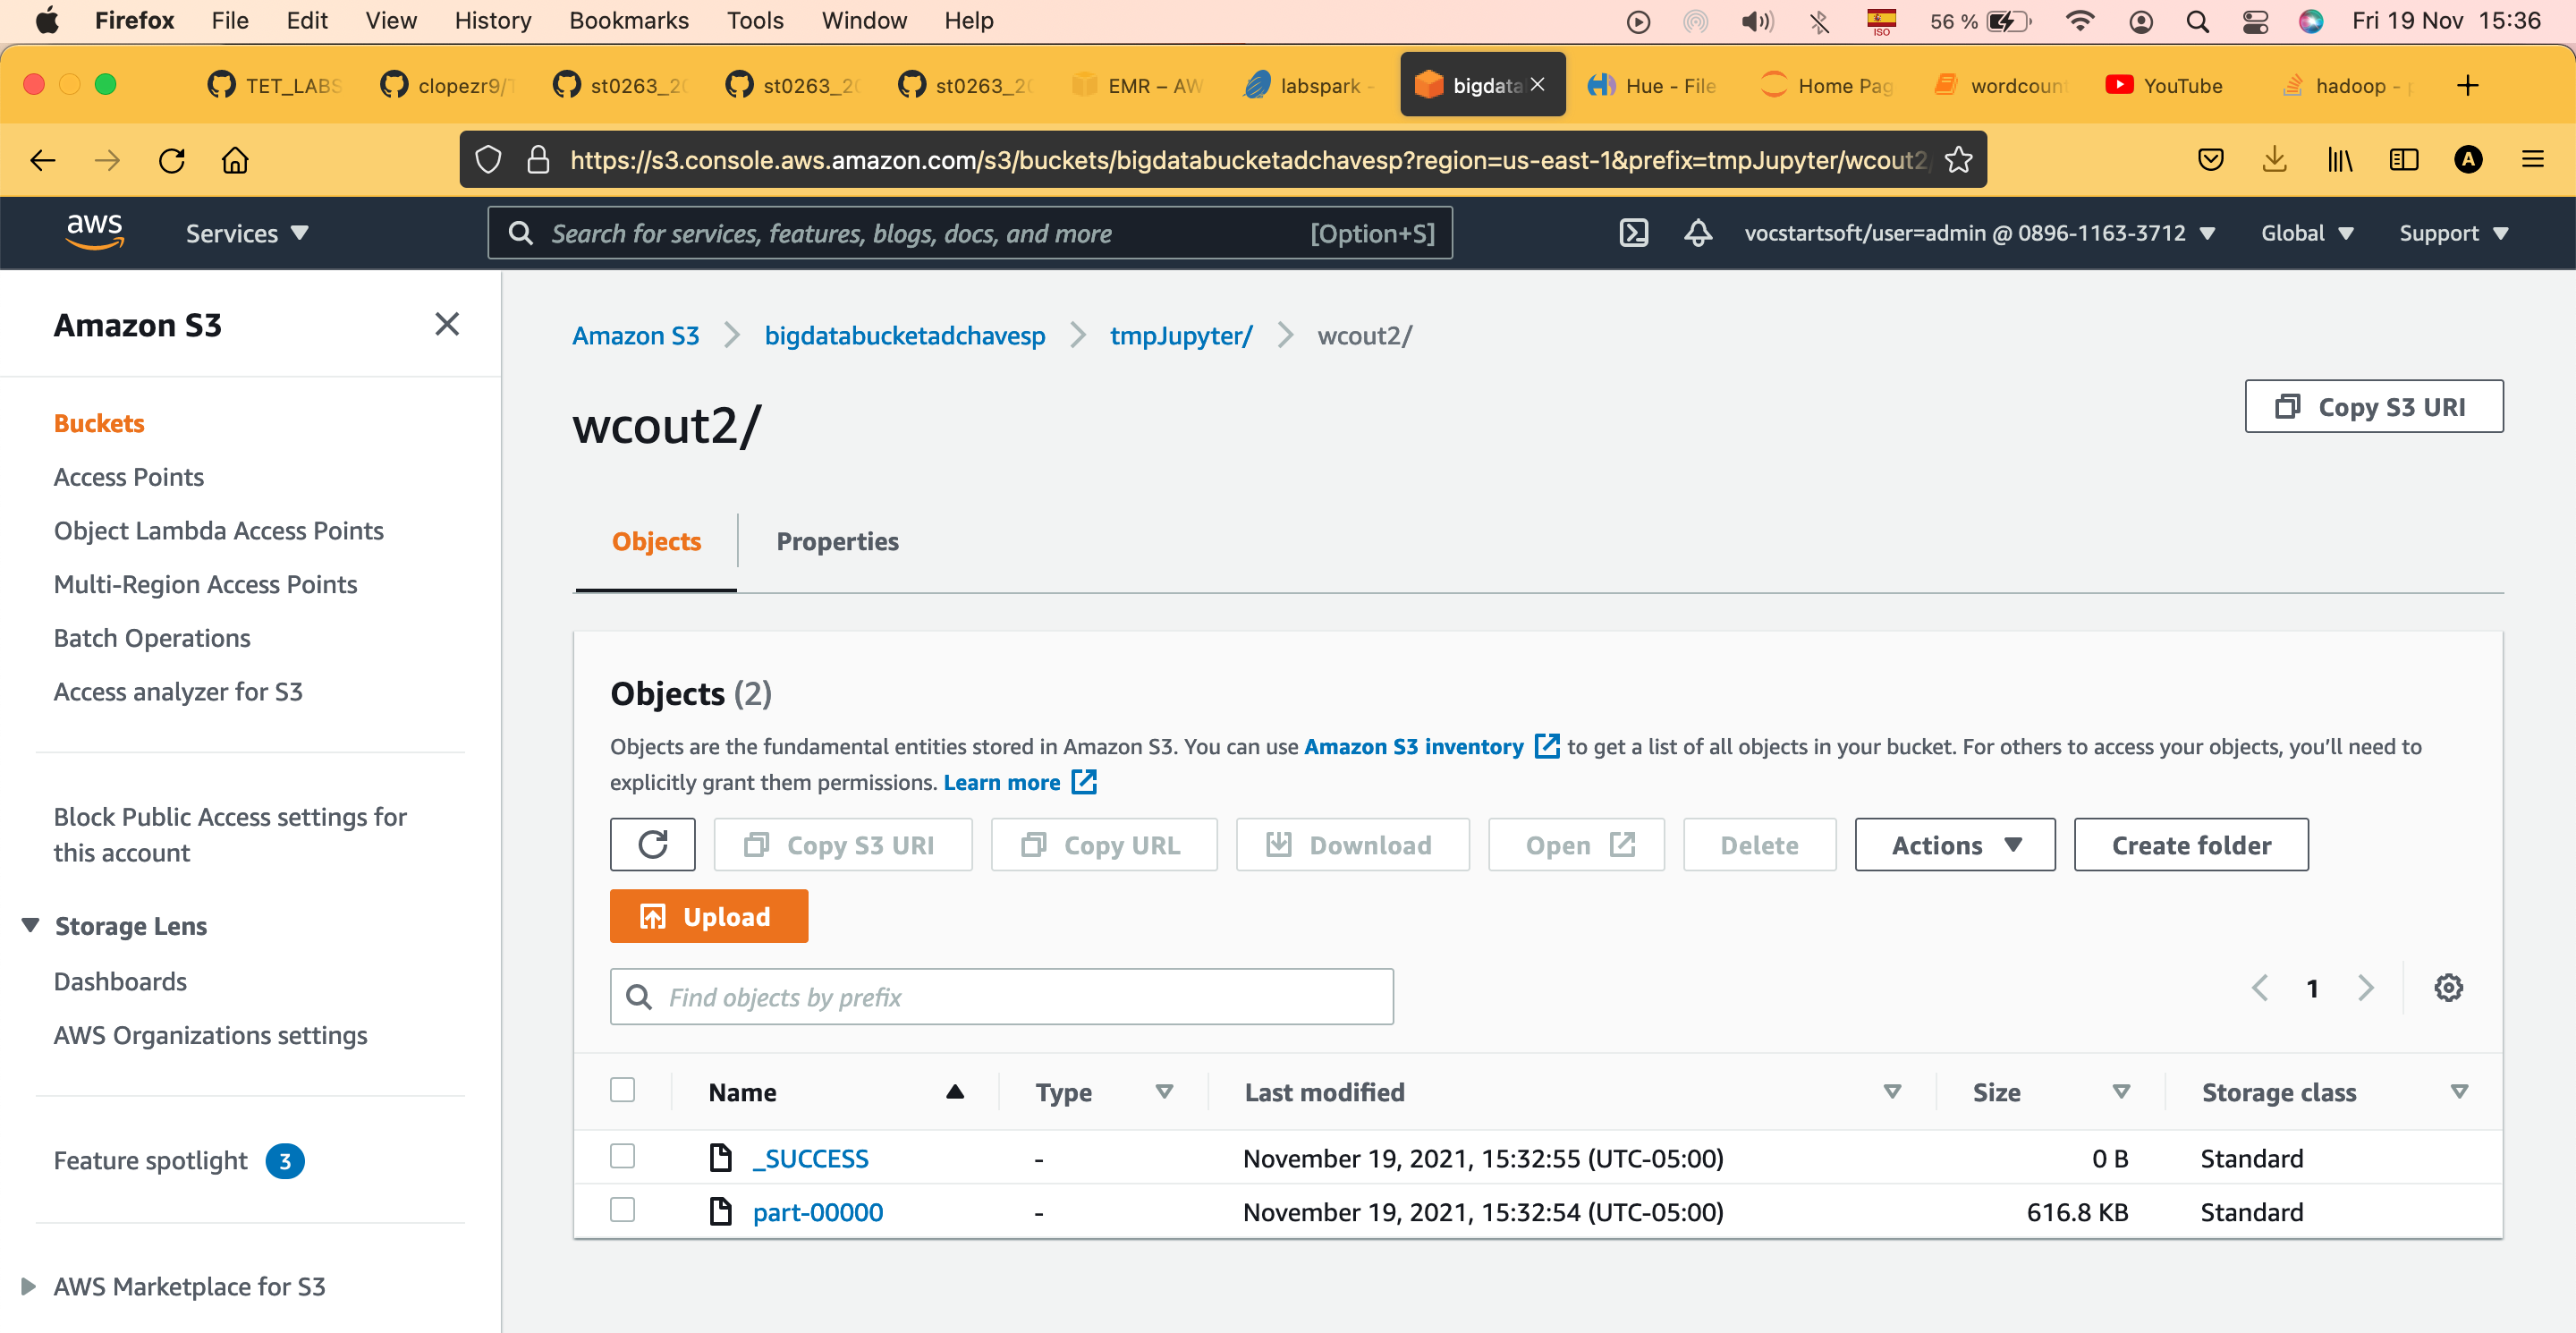 Firefox File Edit View History Bookmarks Tools Window Help ISO 56 % Fri 19 Nov 15:36
TET_LABS clopezr9/ st0263_20 st0263_20 st0263_20 EMR – AW labspark - bigdata Hue - File Home Pag wordcount YouTube hadoop -
https://s3.console.aws.amazon.com/s3/buckets/bigdatabucketadchavesp?region=us-east-1&prefix=tmpJupyter/wcout2/ A
aws Services Search for services, features, blogs, docs, and more [Option+S] vocstartsoft/user=admin @ 0896-1163-3712 Global Support
Amazon S3
Buckets
Access Points
Object Lambda Access Points
Multi-Region Access Points
Batch Operations
Access analyzer for S3
Block Public Access settings for
this account
Storage Lens
Dashboards
AWS Organizations settings
Feature spotlight 3
AWS Marketplace for S3
Amazon S3 bigdatabucketadchavesp tmpJupyter/ wcout2/
wcout2/
Copy S3 URI
Objects Properties
Objects (2)
Objects are the fundamental entities stored in Amazon S3. You can use Amazon S3 inventory to get a list of all objects in your bucket. For others to access your objects, you’ll need to
explicitly grant them permissions. Learn more
Copy S3 URI Copy URL Download Open Delete Actions Create folder
Upload
Find objects by prefix 1
Name Type Last modified Size Storage class
_SUCCESS - November 19, 2021, 15:32:55 (UTC-05:00) 0 B Standard
part-00000 - November 19, 2021, 15:32:54 (UTC-05:00) 616.8 KB Standard